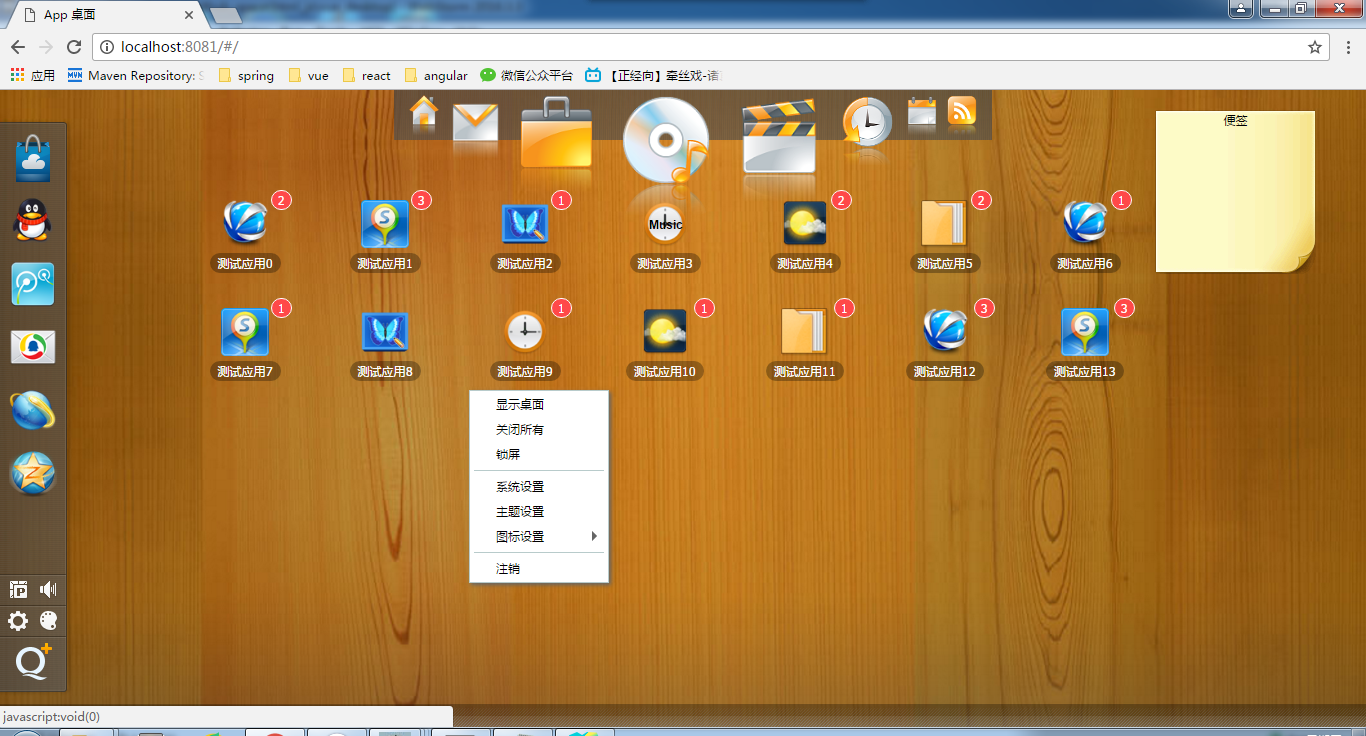 App 桌面
localhost:8081/#/
应用
Maven Repository: S
spring
vue
react
angular
微信公众平台
【正经向】牵丝戏-语
便签
2
3
1
2
2
1
Music
测试应用0
测试应用1
测试应用2
测试应用3
测试应用4
测试应用5
测试应用6
1
1
1
1
3
3
测试应用7
测试应用8
测试应用9
测试应用10
测试应用11
测试应用12
测试应用13
显示桌面
关闭所有
锁屏
系统设置
主题设置
图标设置
注销
javascript:void(0)